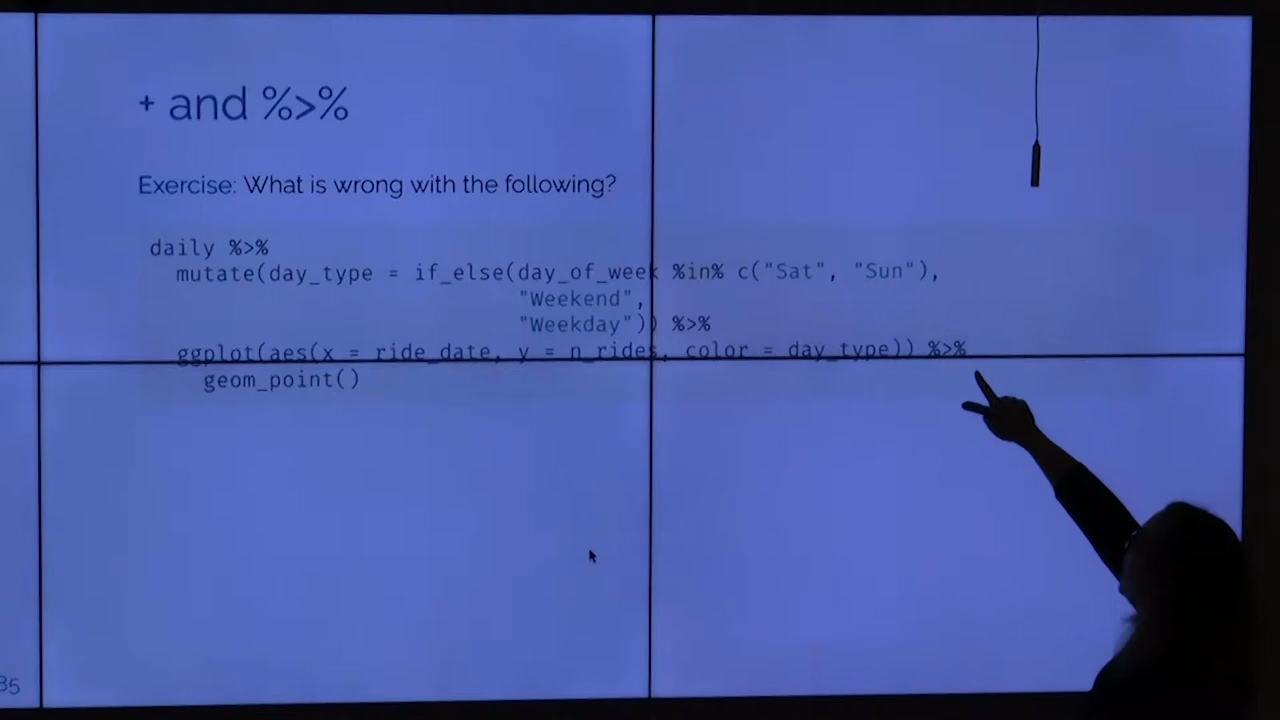 + and %>%
Exercise: What is wrong with the following?
daily %>%
mutate(day_type = if_else(day_of_week %in% c("Sat", "Sun"),
"Weekend",
"Weekday")) %>%
ggplot(aes(x = ride_date, y = n_rides, color = day_type)) %>%
geom_point()